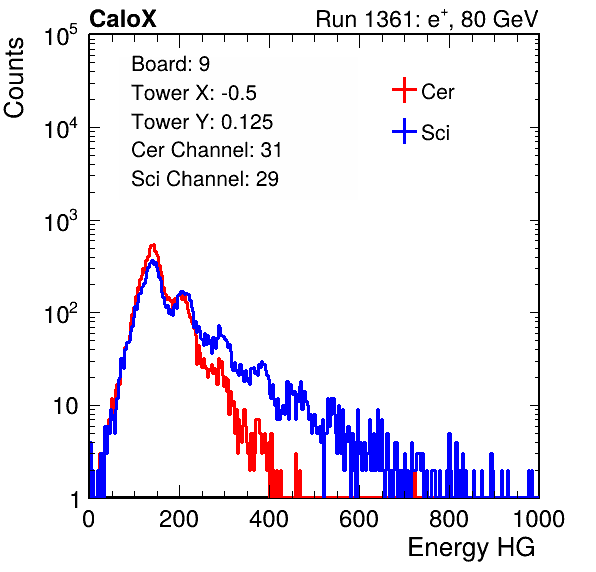 CaloX Run 1361: e⁺, 80 GeV
Counts
Board: 9
Tower X: -0.5
Tower Y: 0.125
Cer Channel: 31
Sci Channel: 29
Cer
Sci
10⁵
10⁴
10³
10²
10
1
0 200 400 600 800 1000
Energy HG